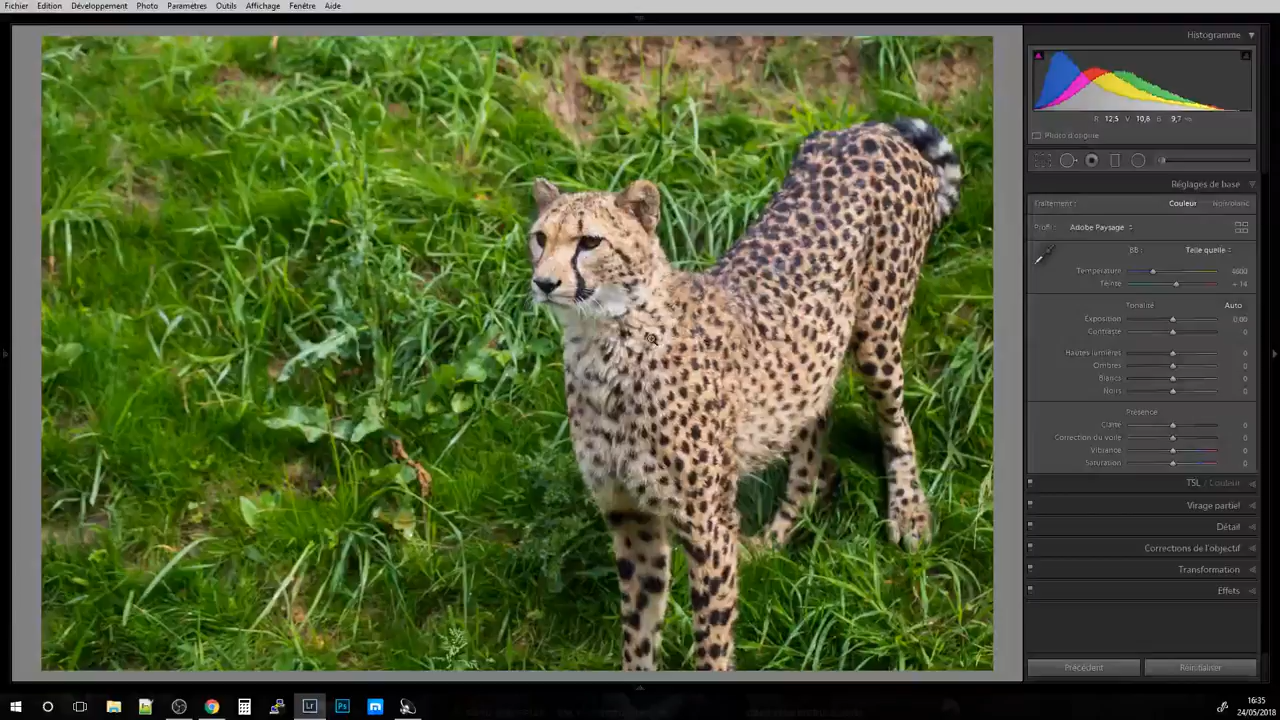 Fichier Edition Développement Photo Paramètres Outils Affichage Fenêtre Aide
Histogramme
R 12,5 V 10,8 B 9,7 %
Photo d'origine
Réglages de base
Traitement : Couleur Noir&blanc
Profil : Adobe Paysage
BB : Telle quelle
Température 4600
Teinte + 14
Tonalité Auto
Exposition 0,00
Contraste 0
Hautes lumières 0
Ombres 0
Blancs 0
Noirs 0
Présence
Clarté 0
Correction du voile 0
Vibrance 0
Saturation 0
TSL / Couleur
Virage partiel
Détail
Corrections de l'objectif
Transformation
Effets
Précédent Réinitialiser
Lr Ps
16:35
24/05/2018